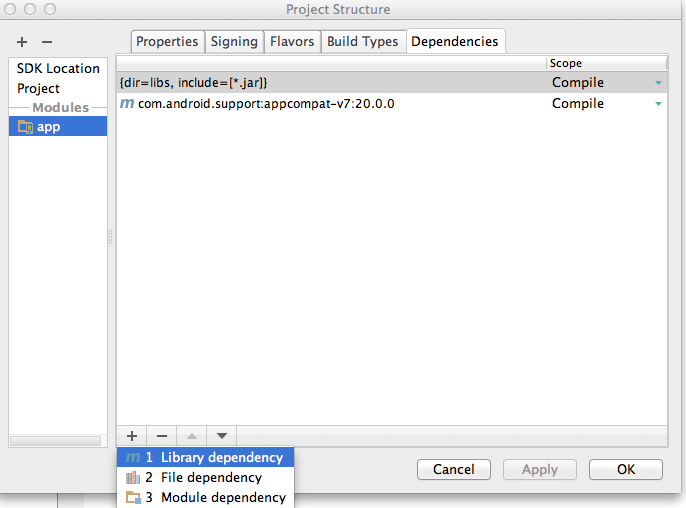 Project Structure
Properties Signing Flavors Build Types Dependencies
SDK Location
Project
Modules
app
Scope
{dir=libs, include=[*.jar]} Compile
m com.android.support:appcompat-v7:20.0.0 Compile
m 1 Library dependency
2 File dependency
3 Module dependency
Cancel Apply OK